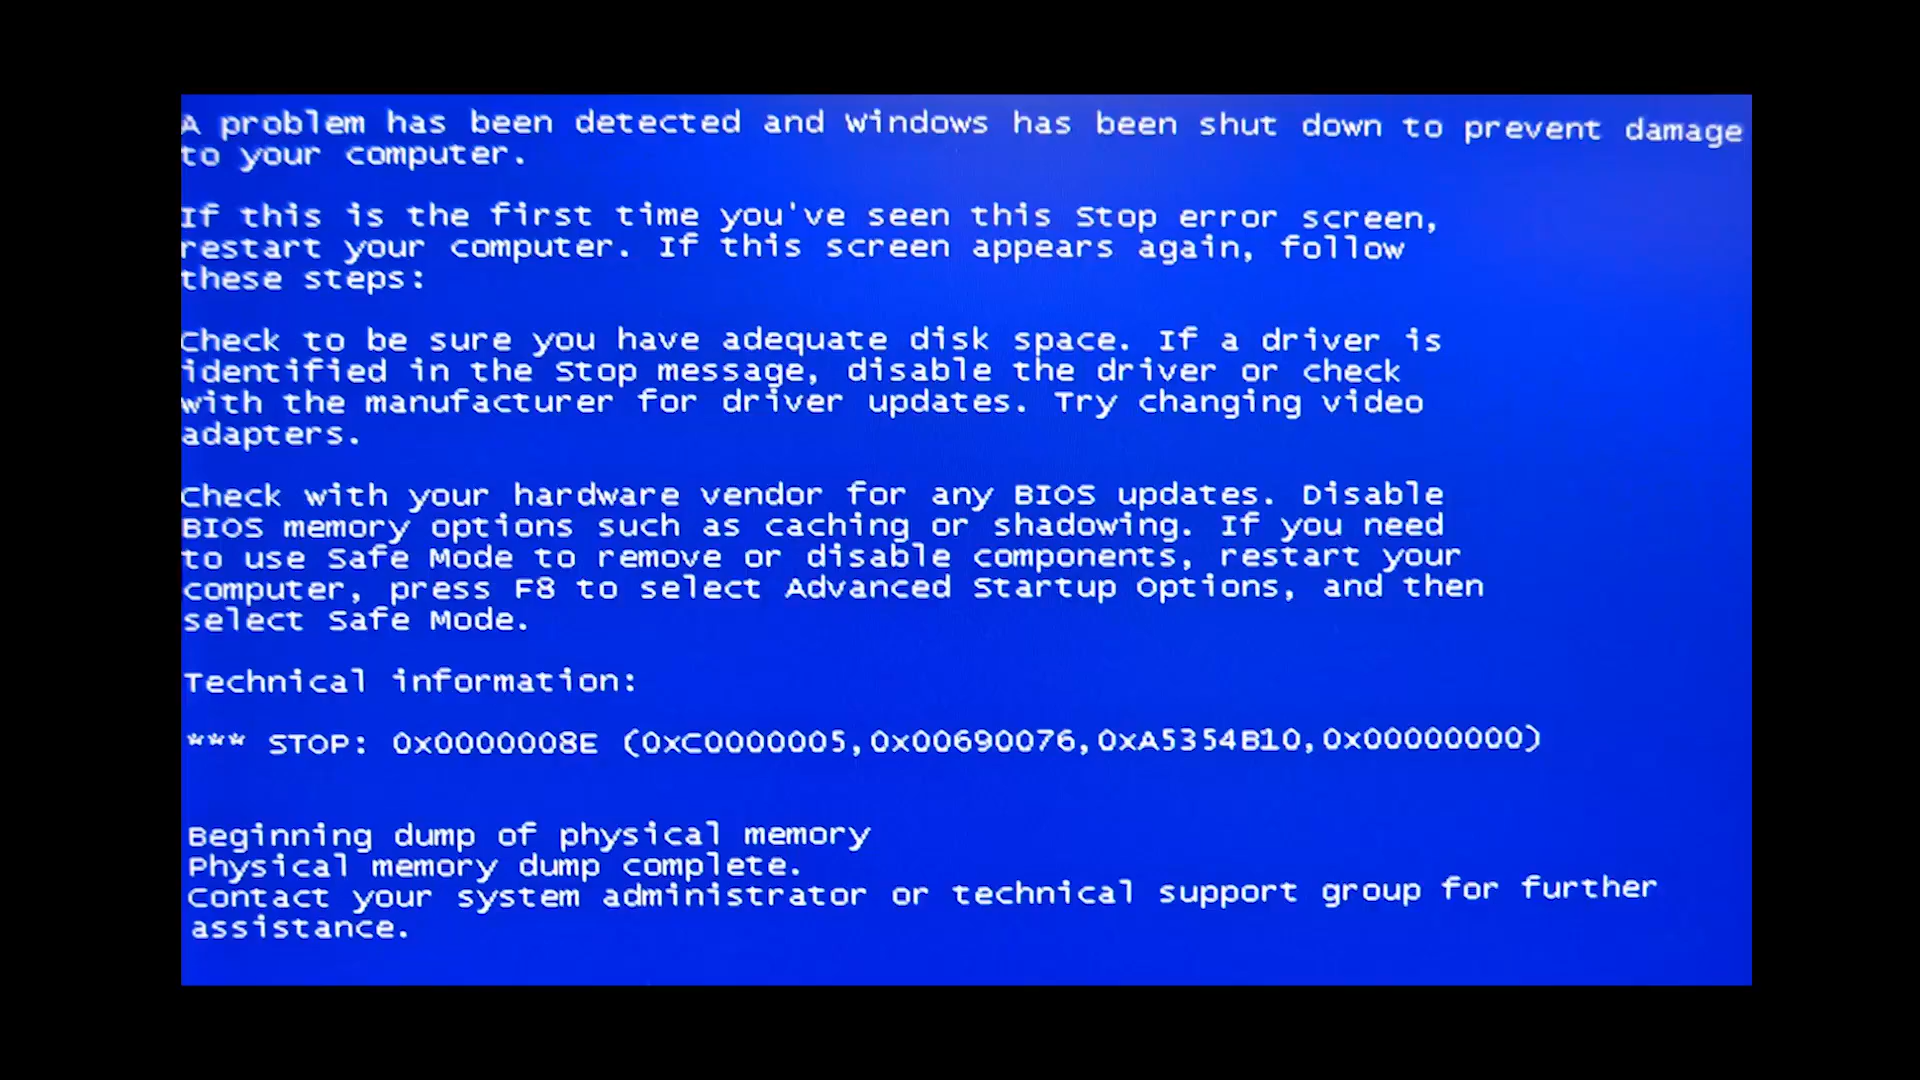 A problem has been detected and Windows has been shut down to prevent damage
to your computer.
If this is the first time you've seen this Stop error screen,
restart your computer. If this screen appears again, follow
these steps:
Check to be sure you have adequate disk space. If a driver is
identified in the Stop message, disable the driver or check
with the manufacturer for driver updates. Try changing video
adapters.
Check with your hardware vendor for any BIOS updates. Disable
BIOS memory options such as caching or shadowing. If you need
to use Safe Mode to remove or disable components, restart your
computer, press F8 to select Advanced Startup Options, and then
select Safe Mode.
Technical information:
*** STOP: 0x0000008E (0xC0000005,0x00690076,0xA5354B10,0x00000000)
Beginning dump of physical memory
Physical memory dump complete.
Contact your system administrator or technical support group for further
assistance.